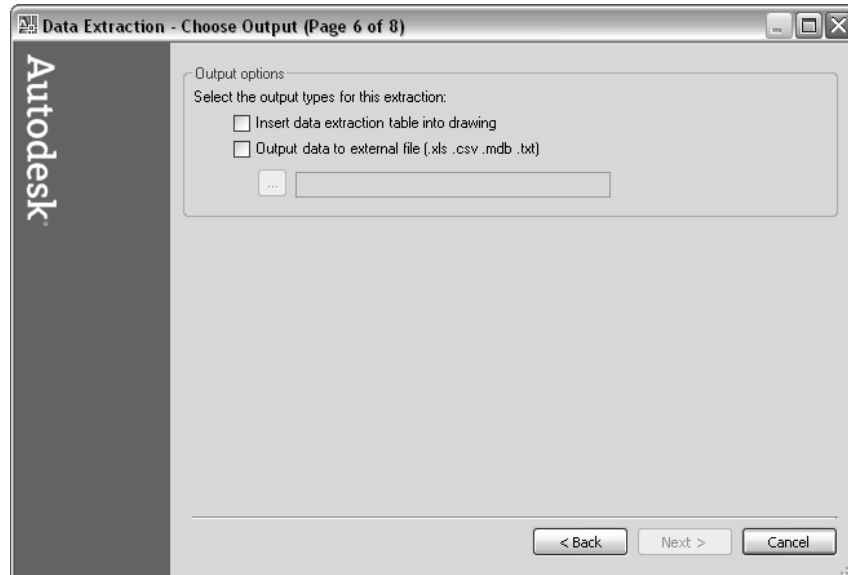 Data Extraction - Choose Output (Page 6 of 8)
Autodesk
Output options
Select the output types for this extraction:
Insert data extraction table into drawing
Output data to external file (.xls .csv .mdb .txt)
...
< Back
Next >
Cancel